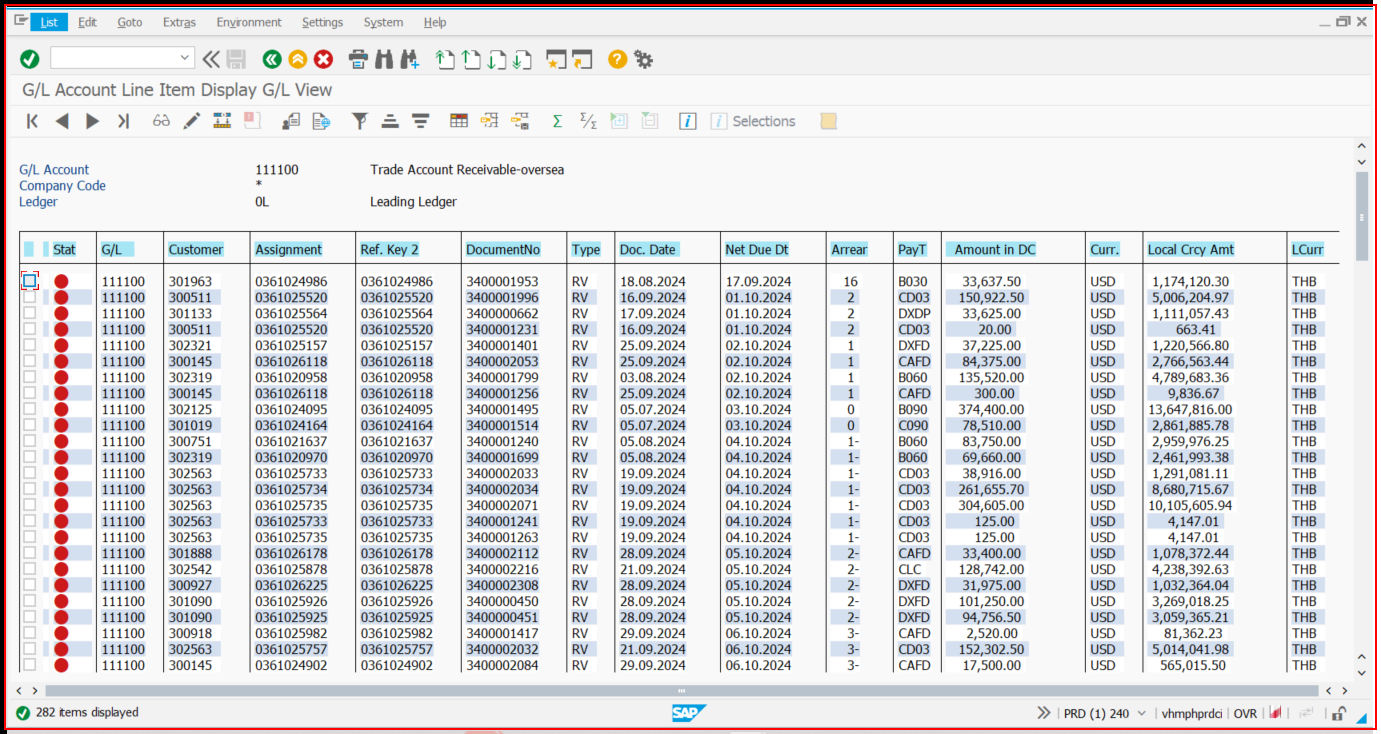 List Edit Goto Extras Environment Settings System Help
G/L Account Line Item Display G/L View
Selections
G/L Account 111100 Trade Account Receivable-oversea
Company Code *
Ledger 0L Leading Ledger
Stat G/L Customer Assignment Ref. Key 2 DocumentNo Type Doc. Date Net Due Dt Arrear PayT Amount in DC Curr. Local Crcy Amt LCurr
111100 301963 0361024986 0361024986 3400001953 RV 18.08.2024 17.09.2024 16 B030 33,637.50 USD 1,174,120.30 THB
111100 300511 0361025520 0361025520 3400001996 RV 16.09.2024 01.10.2024 2 CD03 150,922.50 USD 5,006,204.97 THB
111100 301133 0361025564 0361025564 3400000662 RV 17.09.2024 01.10.2024 2 DXDP 33,625.00 USD 1,111,057.43 THB
111100 300511 0361025520 0361025520 3400001231 RV 16.09.2024 01.10.2024 2 CD03 20.00 USD 663.41 THB
111100 302321 0361025157 0361025157 3400001401 RV 25.09.2024 02.10.2024 1 DXFD 37,225.00 USD 1,220,566.80 THB
111100 300145 0361026118 0361026118 3400002053 RV 25.09.2024 02.10.2024 1 CAFD 84,375.00 USD 2,766,563.44 THB
111100 302319 0361020958 0361020958 3400001799 RV 03.08.2024 02.10.2024 1 B060 135,520.00 USD 4,789,683.36 THB
111100 300145 0361026118 0361026118 3400001256 RV 25.09.2024 02.10.2024 1 CAFD 300.00 USD 9,836.67 THB
111100 302125 0361024095 0361024095 3400001495 RV 05.07.2024 03.10.2024 0 B090 374,400.00 USD 13,647,816.00 THB
111100 301019 0361024164 0361024164 3400001514 RV 05.07.2024 03.10.2024 0 C090 78,510.00 USD 2,861,885.78 THB
111100 300751 0361021637 0361021637 3400001240 RV 05.08.2024 04.10.2024 1- B060 83,750.00 USD 2,959,976.25 THB
111100 302319 0361020970 0361020970 3400001699 RV 05.08.2024 04.10.2024 1- B060 69,660.00 USD 2,461,993.38 THB
111100 302563 0361025733 0361025733 3400002033 RV 19.09.2024 04.10.2024 1- CD03 38,916.00 USD 1,291,081.11 THB
111100 302563 0361025734 0361025734 3400002034 RV 19.09.2024 04.10.2024 1- CD03 261,655.70 USD 8,680,715.67 THB
111100 302563 0361025735 0361025735 3400002071 RV 19.09.2024 04.10.2024 1- CD03 304,605.00 USD 10,105,605.94 THB
111100 302563 0361025733 0361025733 3400001241 RV 19.09.2024 04.10.2024 1- CD03 125.00 USD 4,147.01 THB
111100 302563 0361025735 0361025735 3400001263 RV 19.09.2024 04.10.2024 1- CD03 125.00 USD 4,147.01 THB
111100 301888 0361026178 0361026178 3400002112 RV 28.09.2024 05.10.2024 2- CAFD 33,400.00 USD 1,078,372.44 THB
111100 302542 0361025878 0361025878 3400002216 RV 21.09.2024 05.10.2024 2- CLC 128,742.00 USD 4,238,392.63 THB
111100 300927 0361026225 0361026225 3400002308 RV 28.09.2024 05.10.2024 2- DXFD 31,975.00 USD 1,032,364.04 THB
111100 301090 0361025926 0361025926 3400000450 RV 28.09.2024 05.10.2024 2- DXFD 101,250.00 USD 3,269,018.25 THB
111100 301090 0361025925 0361025925 3400000451 RV 28.09.2024 05.10.2024 2- DXFD 94,756.50 USD 3,059,365.21 THB
111100 300918 0361025982 0361025982 3400001417 RV 29.09.2024 06.10.2024 3- CAFD 2,520.00 USD 81,362.23 THB
111100 302563 0361025757 0361025757 3400002032 RV 21.09.2024 06.10.2024 3- CD03 152,302.50 USD 5,014,041.98 THB
111100 300145 0361024902 0361024902 3400002084 RV 29.09.2024 06.10.2024 3- CAFD 17,500.00 USD 565,015.50 THB
282 items displayed SAP PRD (1) 240 vhmphprdci OVR